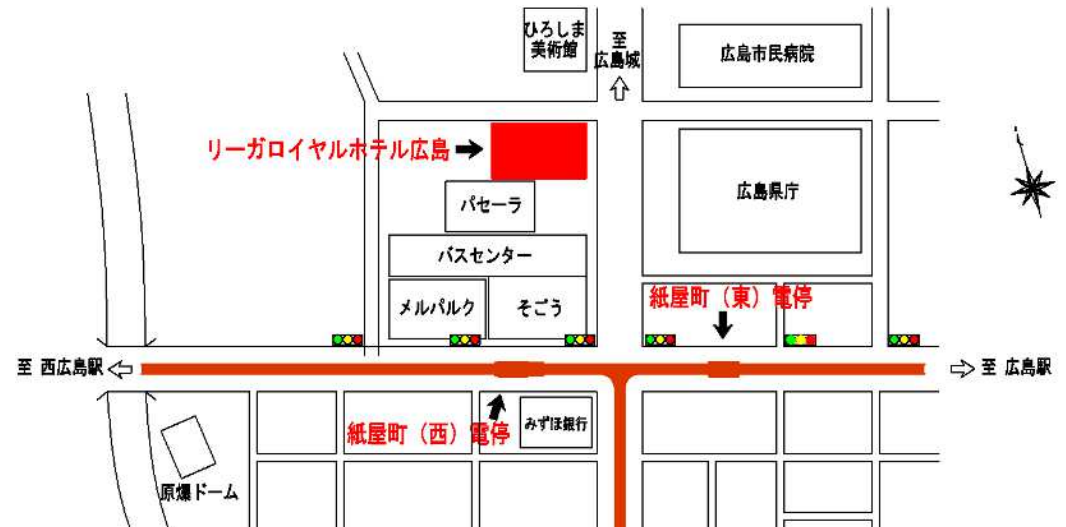 ひろしま
美術館
至
広島城
広島市民病院
リーガロイヤルホテル広島
パセーラ
広島県庁
バスセンター
メルパルク
そごう
紙屋町（東）電停
至 西広島駅
至 広島駅
紙屋町（西）電停
みずほ銀行
原爆ドーム